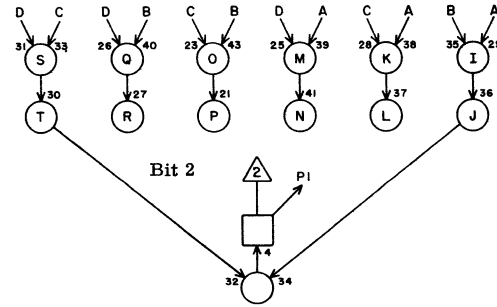 D C D B C B D A C A B A
31 33 26 40 23 43 25 39 28 38 35 29
S Q O M K I
30 27 21 41 37 36
T R P N L J
Bit 2
2
P1
4
32 34